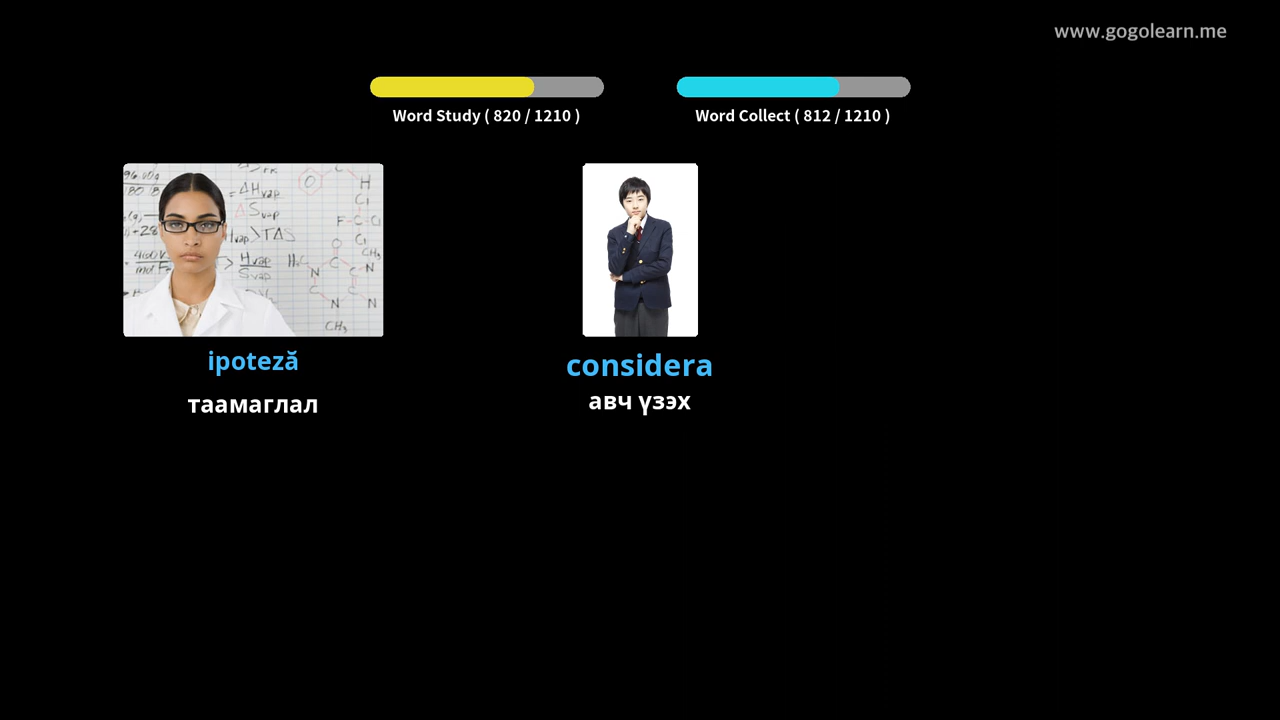 www.gogolearn.me
Word Study ( 820 / 1210 )
Word Collect ( 812 / 1210 )
ipoteză
таамаглал
considera
авч үзэх